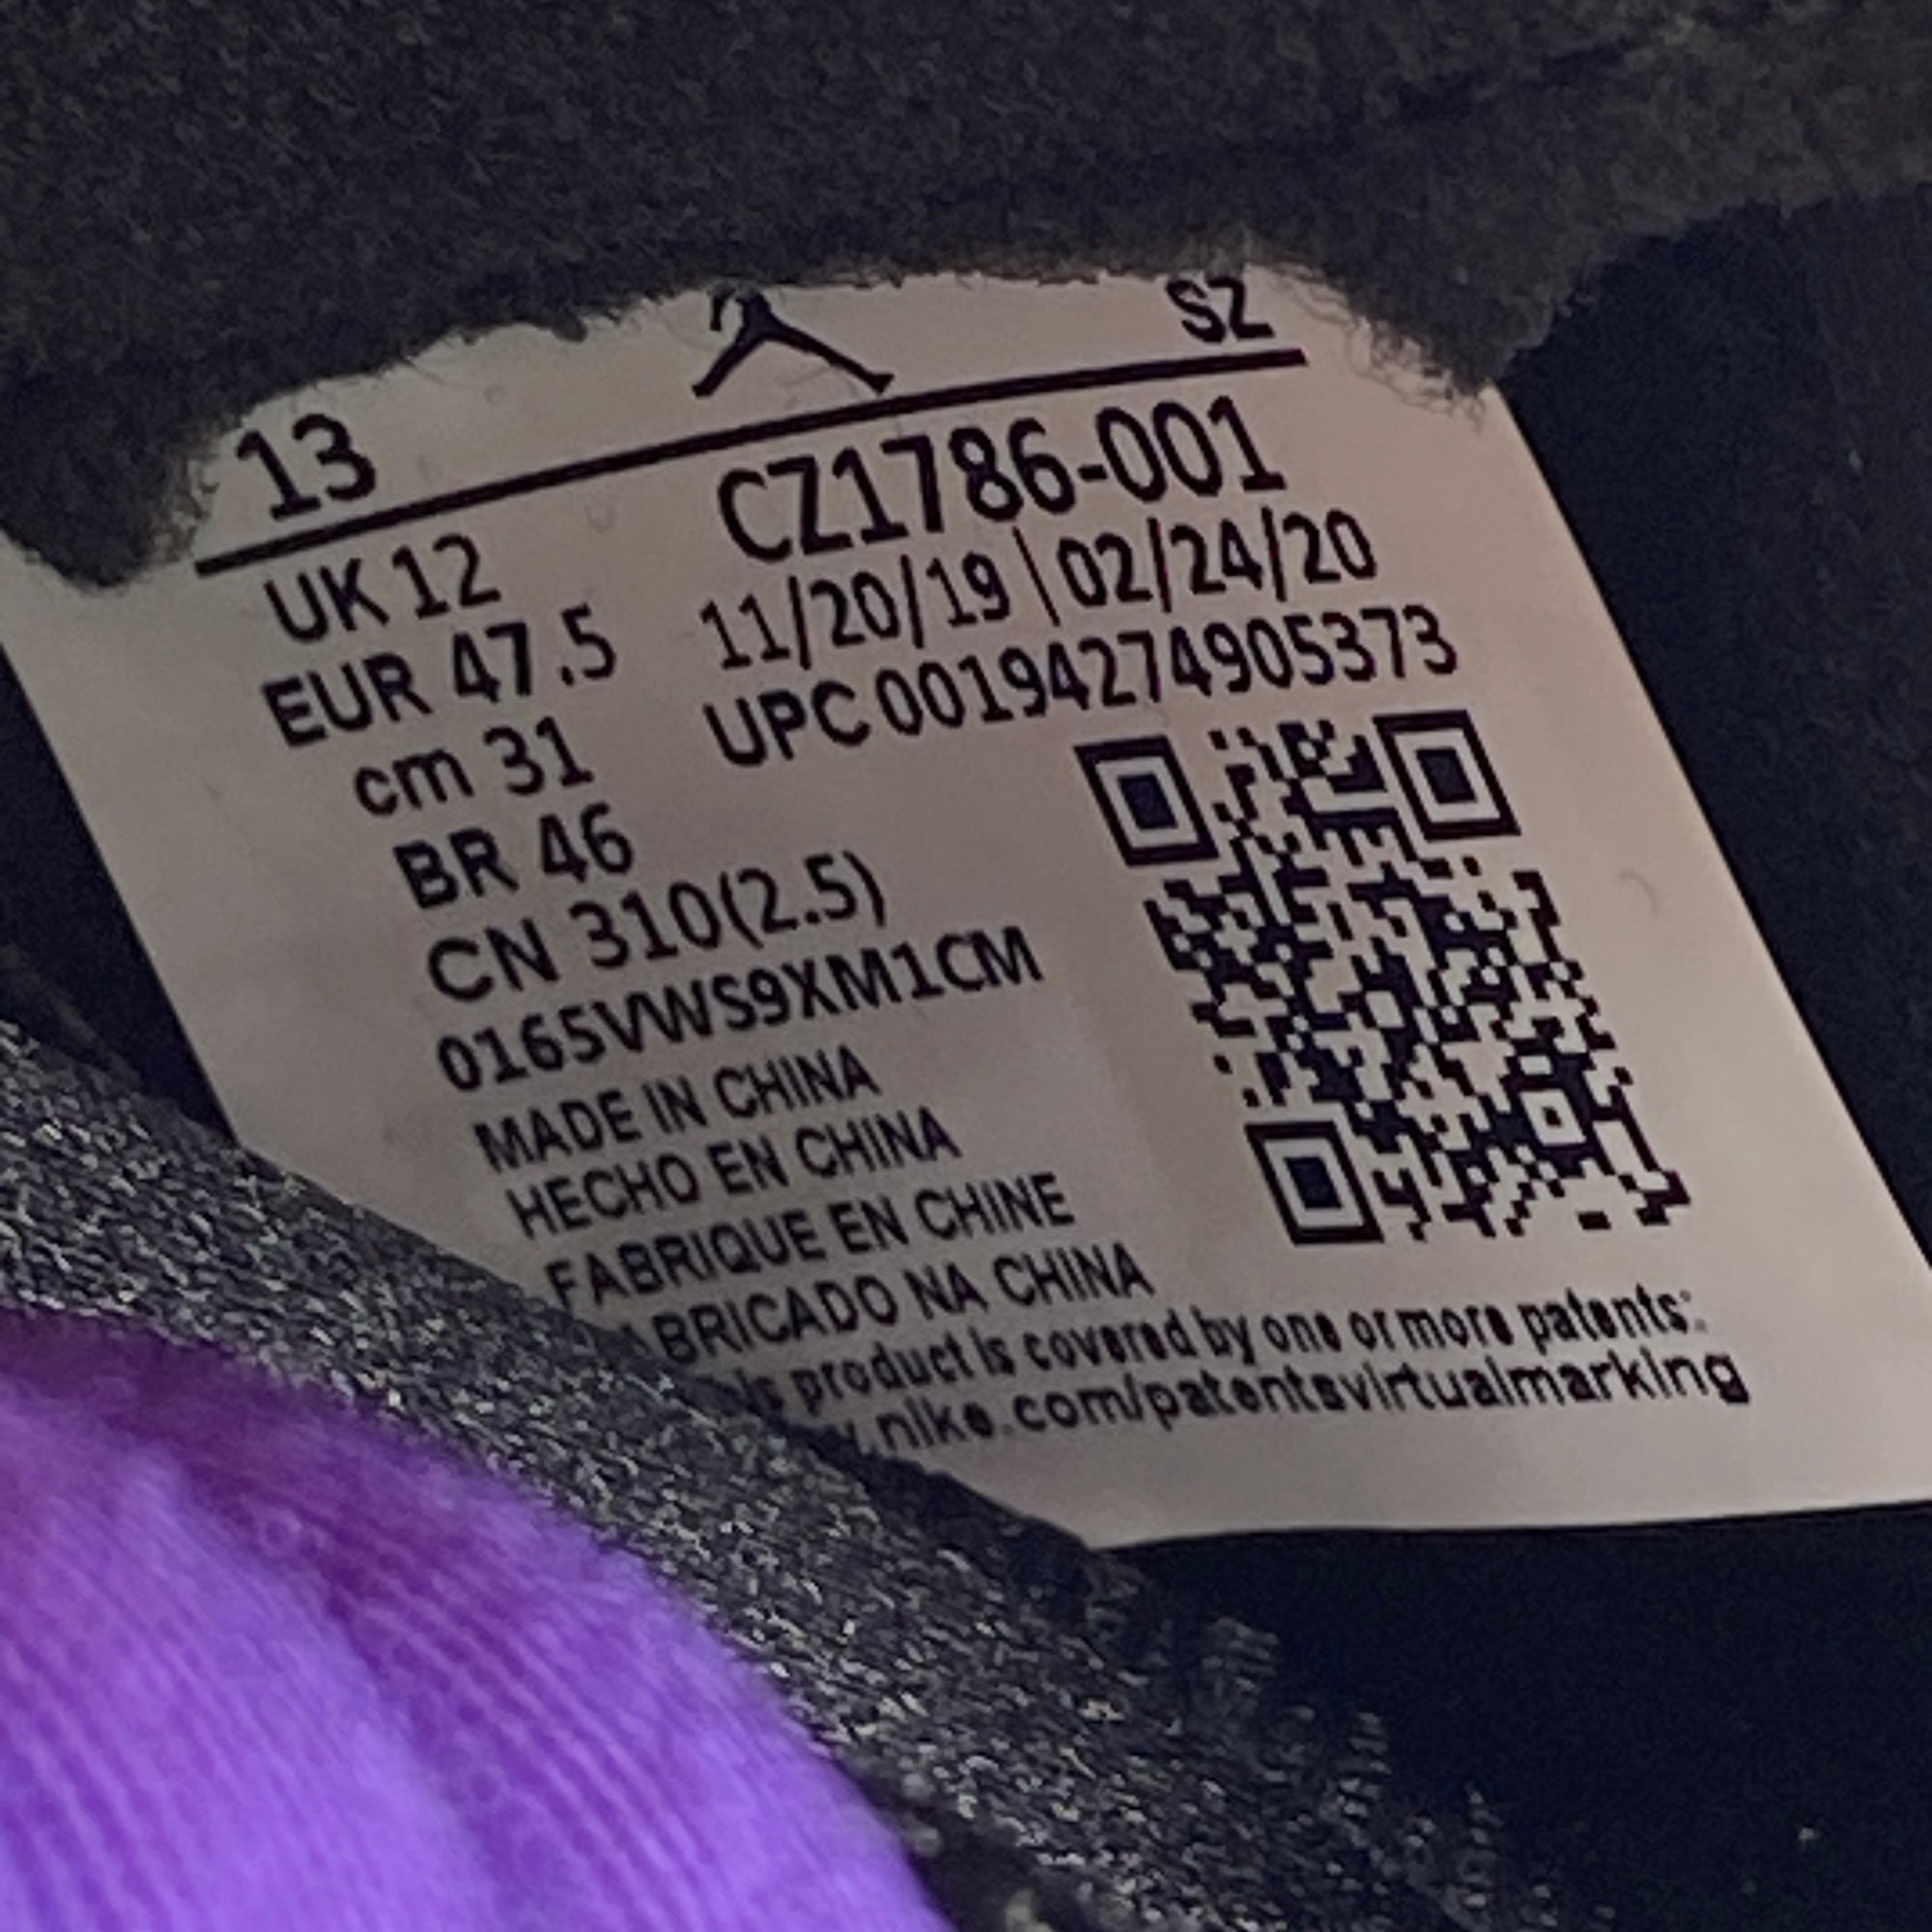 13 SZ
CZ1786-001
UK 12
11/20/19 | 02/24/20
EUR 47.5
UPC 00194274905373
cm 31
BR 46
CN 310(2.5)
0165VWS9XM1CM
MADE IN CHINA
HECHO EN CHINA
FABRIQUE EN CHINE
ABRICADO NA CHINA
product is covered by one or more patents:
.nike.com/patentsvirtualmarking